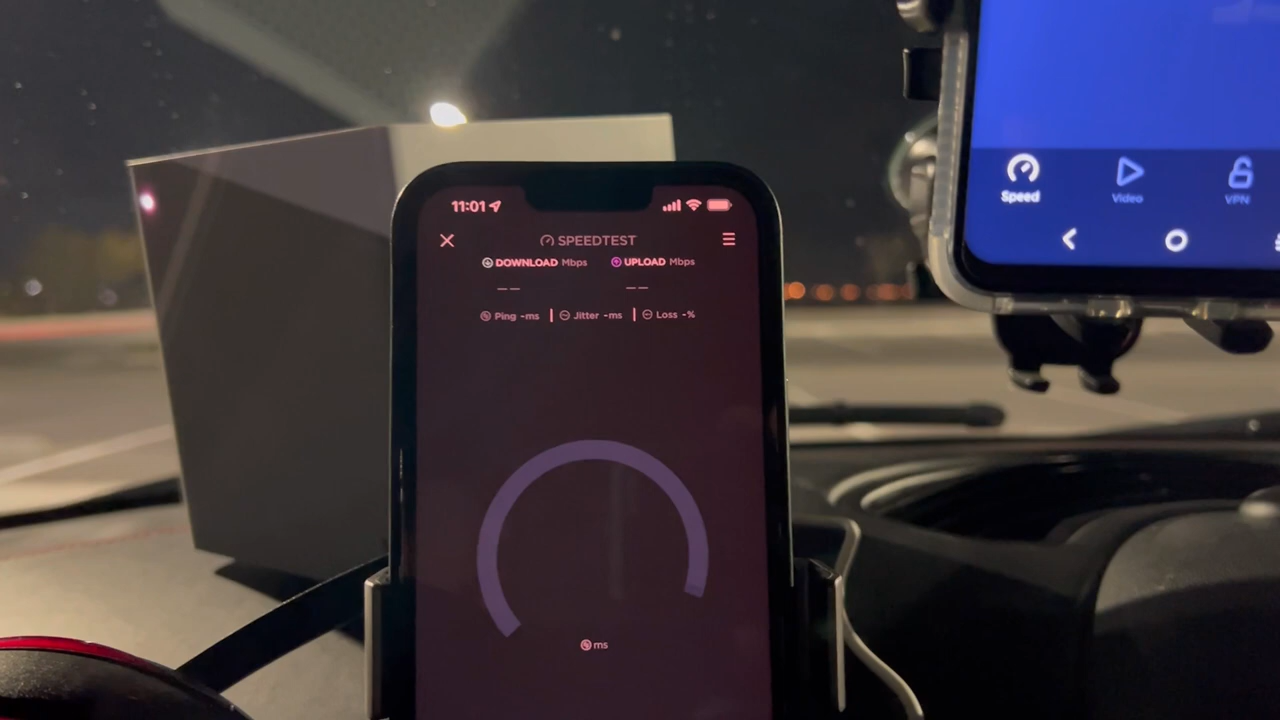 11:01
SPEEDTEST
DOWNLOAD Mbps UPLOAD Mbps
— — — —
Ping -ms Jitter -ms Loss -%
ms
Speed Video VPN